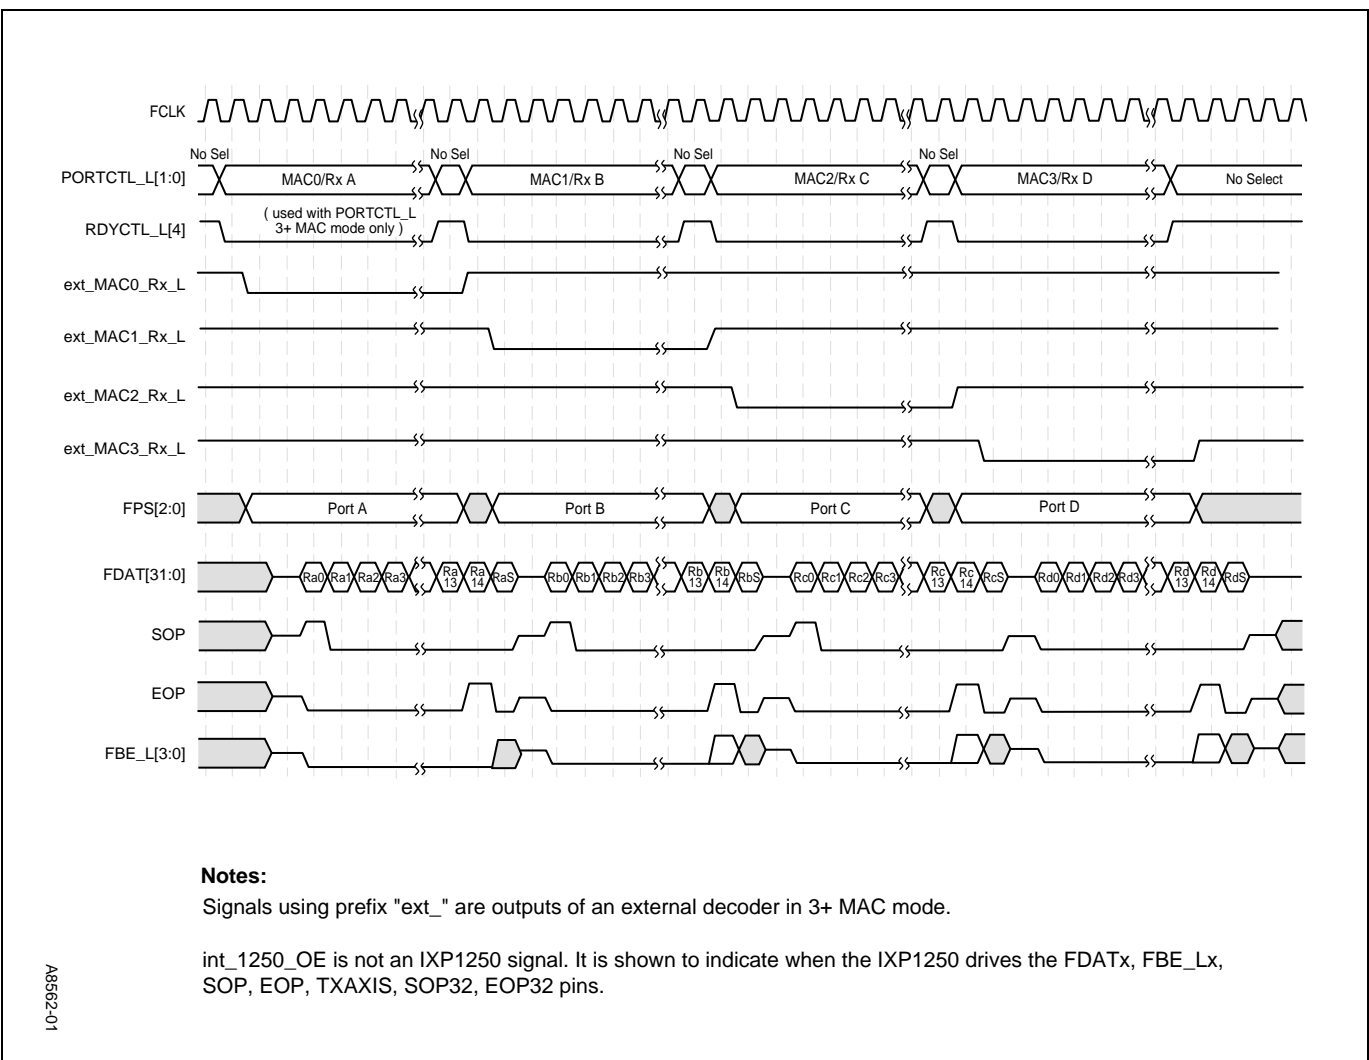 FCLK
No Sel No Sel No Sel No Sel
PORTCTL_L[1:0] MAC0/Rx A MAC1/Rx B MAC2/Rx C MAC3/Rx D No Select
( used with PORTCTL_L
3+ MAC mode only )
RDYCTL_L[4]
ext_MAC0_Rx_L
ext_MAC1_Rx_L
ext_MAC2_Rx_L
ext_MAC3_Rx_L
FPS[2:0] Port A Port B Port C Port D
FDAT[31:0] Ra0 Ra1 Ra2 Ra3 Ra 13 Ra 14 RaS Rb0 Rb1 Rb2 Rb3 Rb 13 Rb 14 RbS Rc0 Rc1 Rc2 Rc3 Rc 13 Rc 14 RcS Rd0 Rd1 Rd2 Rd3 Rd 13 Rd 14 RdS
SOP
EOP
FBE_L[3:0]
Notes:
Signals using prefix "ext_" are outputs of an external decoder in 3+ MAC mode.
int_1250_OE is not an IXP1250 signal. It is shown to indicate when the IXP1250 drives the FDATx, FBE_Lx,
SOP, EOP, TXAXIS, SOP32, EOP32 pins.
A8562-01